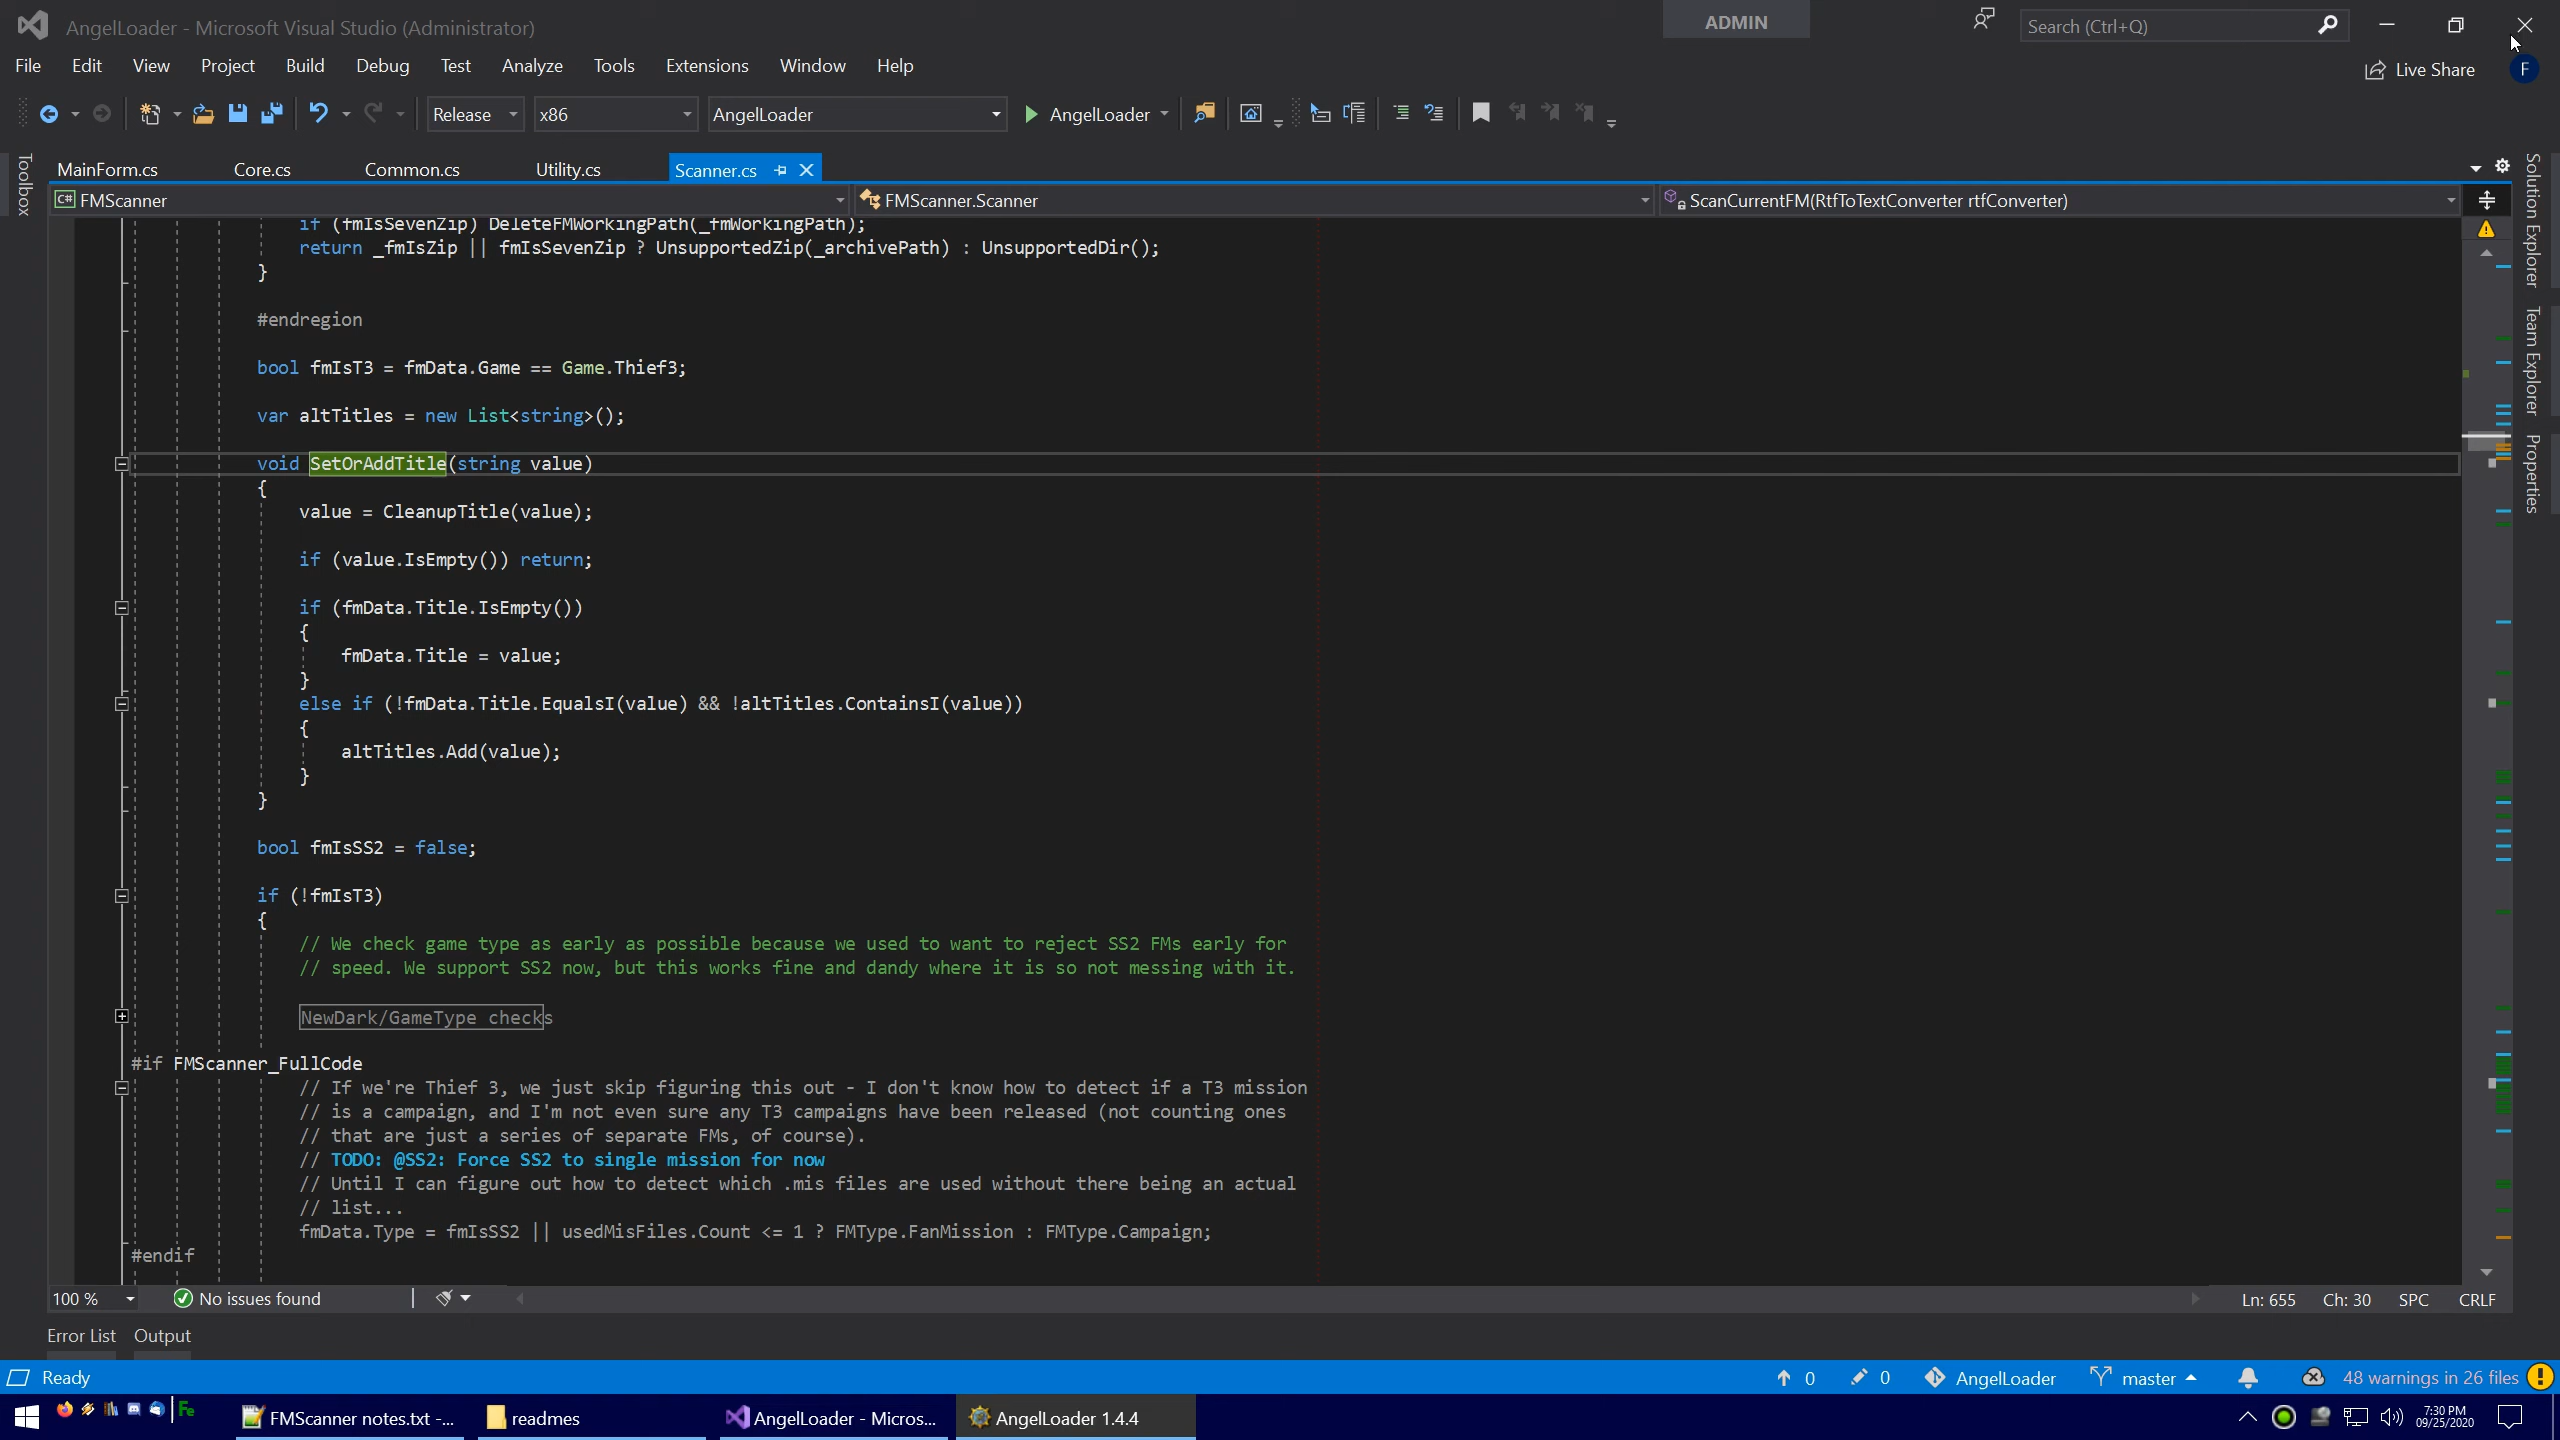 AngelLoader - Microsoft Visual Studio (Administrator)
ADMIN
Search (Ctrl+Q)
File Edit View Project Build Debug Test Analyze Tools Extensions Window Help
Live Share
F
Release x86 AngelLoader AngelLoader
Toolbox
MainForm.cs Core.cs Common.cs Utility.cs Scanner.cs
C# FMScanner FMScanner.Scanner ScanCurrentFM(RtfToTextConverter rtfConverter)
Solution Explorer
Team Explorer
Properties
if (fmIsSevenZip) DeleteFMWorkingPath(_fmWorkingPath);
return _fmIsZip || fmIsSevenZip ? UnsupportedZip(_archivePath) : UnsupportedDir();
}
#endregion
bool fmIsT3 = fmData.Game == Game.Thief3;
var altTitles = new List<string>();
void SetOrAddTitle(string value)
{
value = CleanupTitle(value);
if (value.IsEmpty()) return;
if (fmData.Title.IsEmpty())
{
fmData.Title = value;
}
else if (!fmData.Title.EqualsI(value) && !altTitles.ContainsI(value))
{
altTitles.Add(value);
}
}
bool fmIsSS2 = false;
if (!fmIsT3)
{
// We check game type as early as possible because we used to want to reject SS2 FMs early for
// speed. We support SS2 now, but this works fine and dandy where it is so not messing with it.
NewDark/GameType checks
#if FMScanner_FullCode
// If we're Thief 3, we just skip figuring this out - I don't know how to detect if a T3 mission
// is a campaign, and I'm not even sure any T3 campaigns have been released (not counting ones
// that are just a series of separate FMs, of course).
// TODO: @SS2: Force SS2 to single mission for now
// Until I can figure out how to detect which .mis files are used without there being an actual
// list...
fmData.Type = fmIsSS2 || usedMisFiles.Count <= 1 ? FMType.FanMission : FMType.Campaign;
#endif
100 % No issues found Ln: 655 Ch: 30 SPC CRLF
Error List Output
Ready 0 0 AngelLoader master 48 warnings in 26 files
Fe FMScanner notes.txt -... readmes AngelLoader - Micros... AngelLoader 1.4.4
7:30 PM
09/25/2020